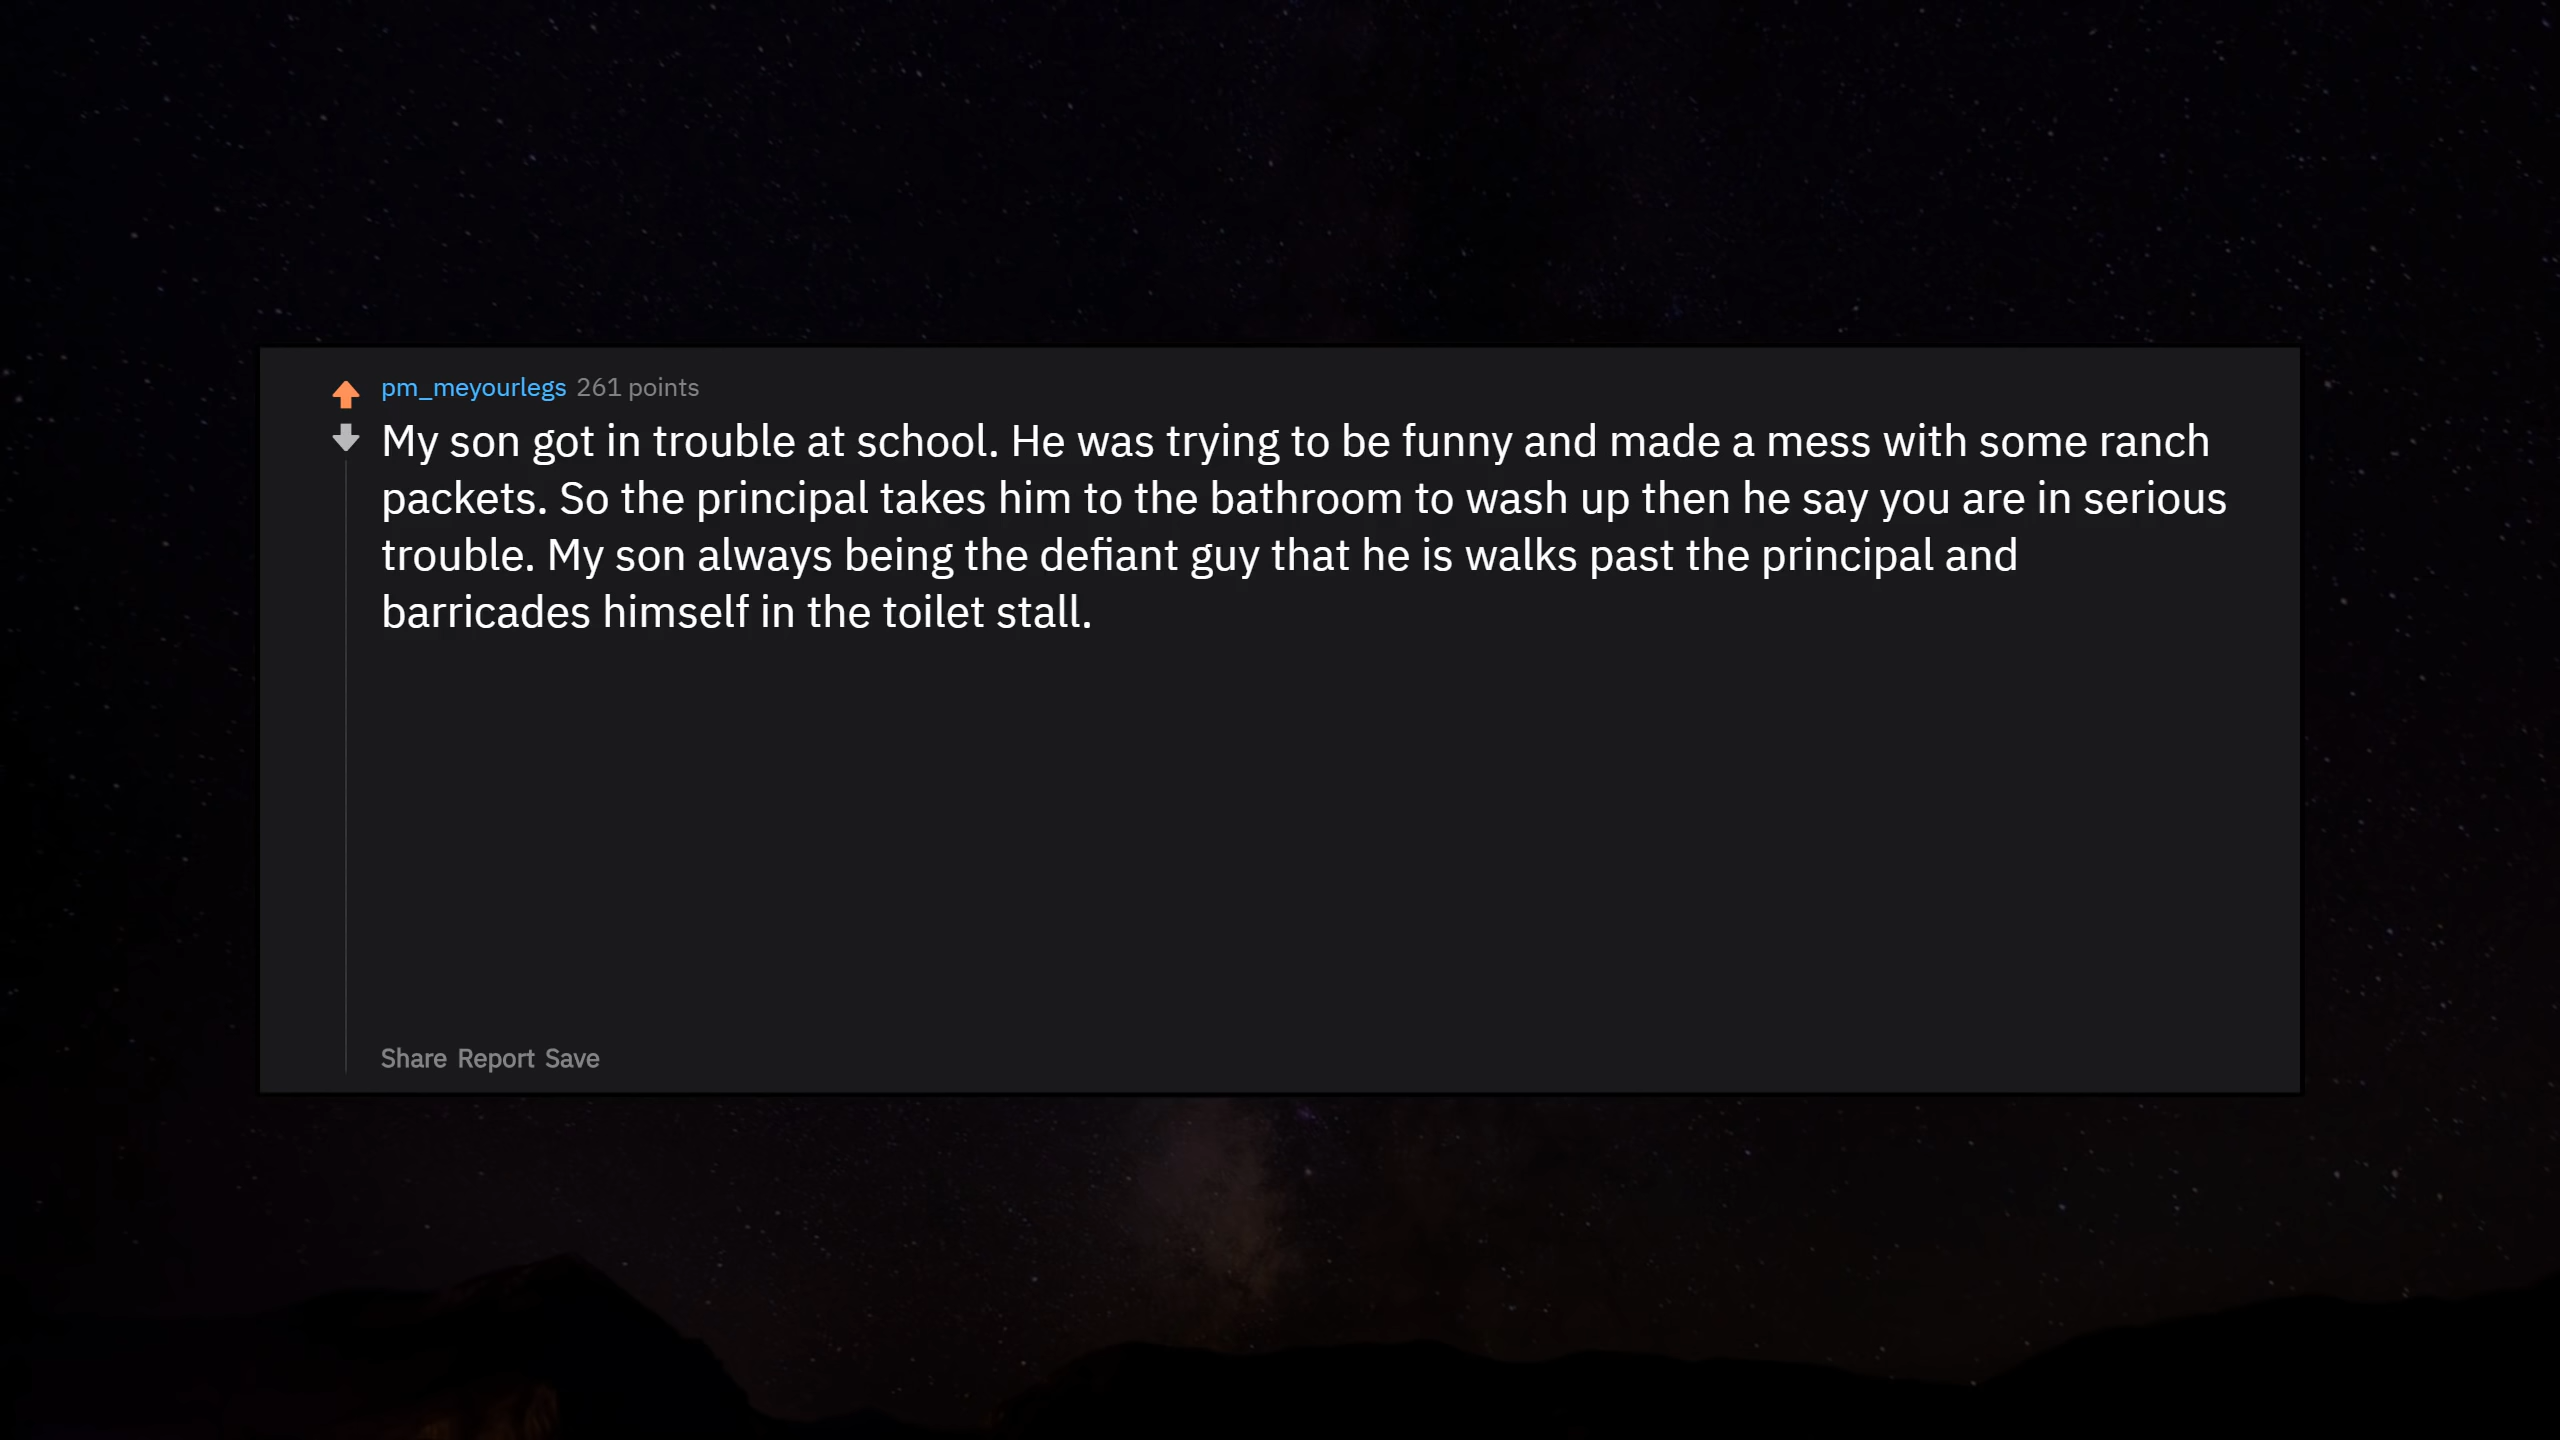 pm_meyourlegs 261 points
My son got in trouble at school. He was trying to be funny and made a mess with some ranch
packets. So the principal takes him to the bathroom to wash up then he say you are in serious
trouble. My son always being the defiant guy that he is walks past the principal and
barricades himself in the toilet stall.
Share Report Save